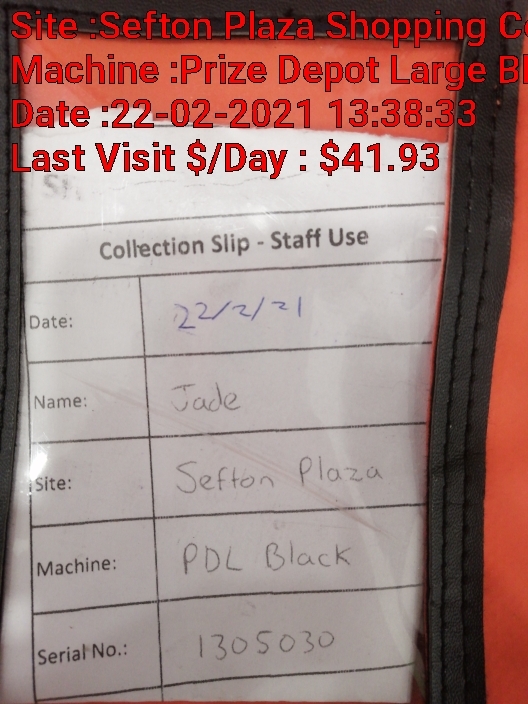 Site :Sefton Plaza Shopping C
Machine :Prize Depot Large Bl
Date :22-02-2021 13:38:33
Last Visit $/Day : $41.93
Collection Slip - Staff Use
Date: 22/2/21
Name: Jade
Site: Sefton Plaza
Machine: PDL Black
Serial No.: 1305030